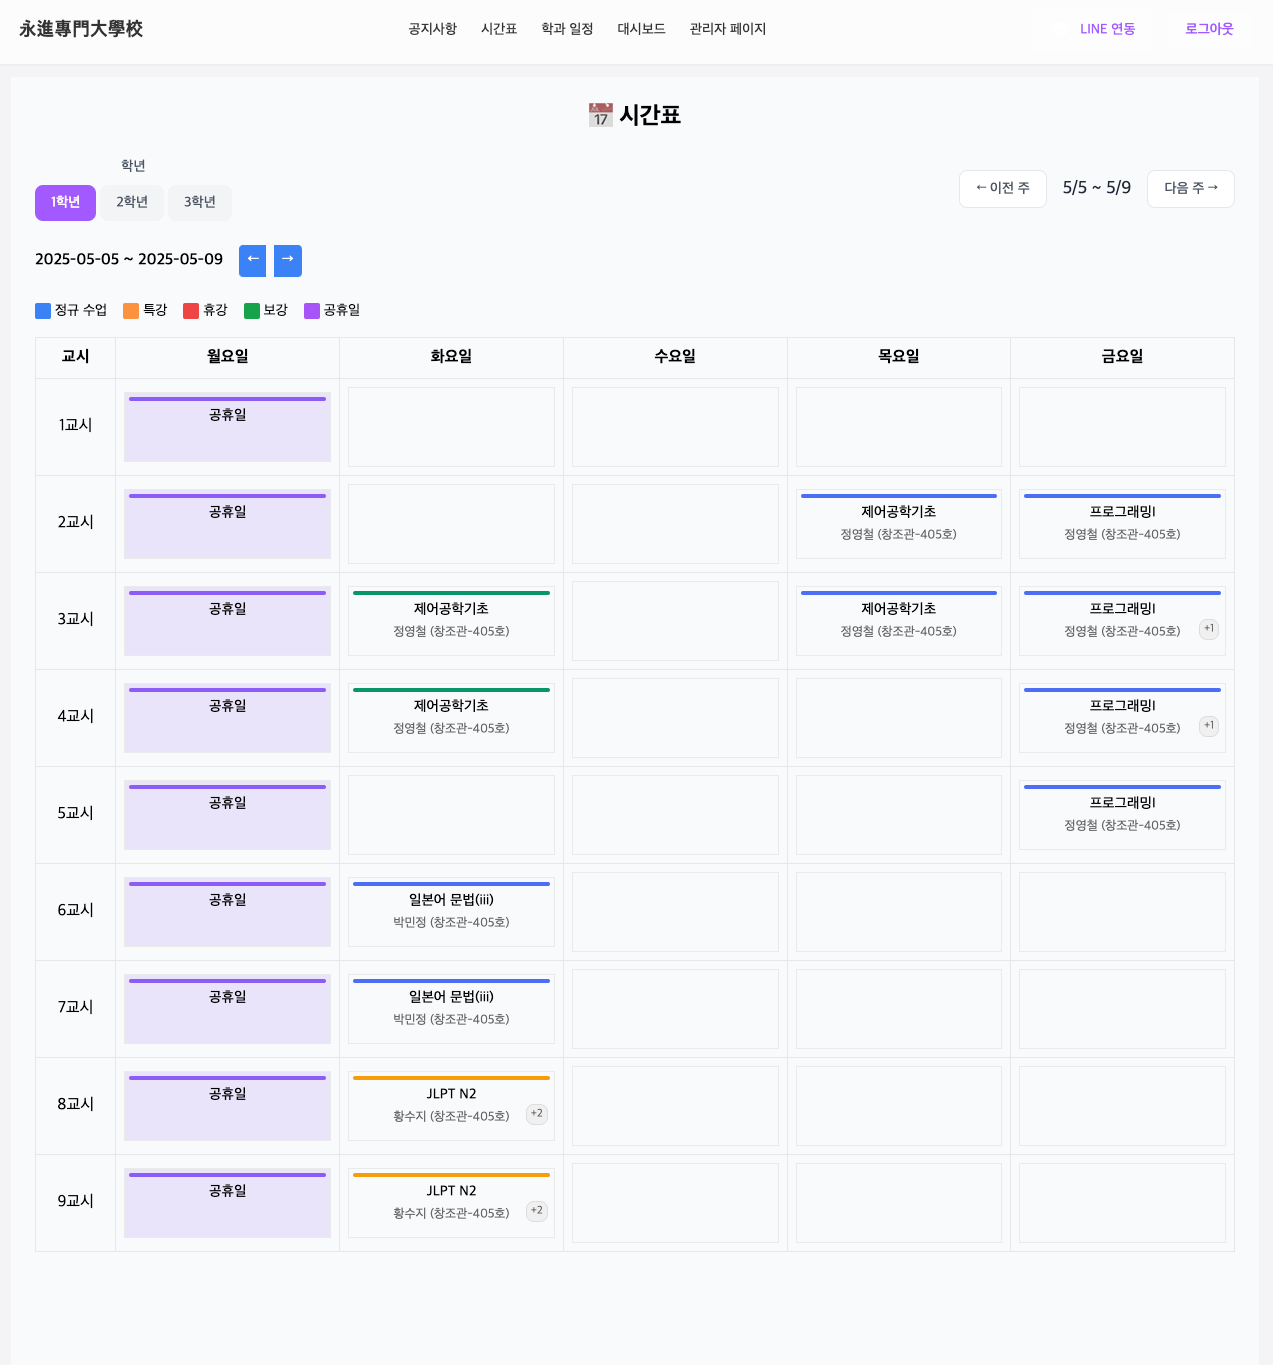 永進專門大學校
공지사항 시간표 학과 일정 대시보드 관리자 페이지 LINE 연동 로그아웃
📅 17 시간표
학년
1학년 2학년 3학년
← 이전 주 5/5 ~ 5/9 다음 주 →
2025-05-05 ~ 2025-05-09 ← →
정규 수업 특강 휴강 보강 공휴일
교시 월요일 화요일 수요일 목요일 금요일
1교시 공휴일
2교시 공휴일 제어공학기초 프로그래밍I
정영철 (창조관-405호) 정영철 (창조관-405호)
3교시 공휴일 제어공학기초 제어공학기초 프로그래밍I
정영철 (창조관-405호) 정영철 (창조관-405호) 정영철 (창조관-405호) +1
4교시 공휴일 제어공학기초 프로그래밍I
정영철 (창조관-405호) 정영철 (창조관-405호) +1
5교시 공휴일 프로그래밍I
정영철 (창조관-405호)
6교시 공휴일 일본어 문법(iii)
박민정 (창조관-405호)
7교시 공휴일 일본어 문법(iii)
박민정 (창조관-405호)
8교시 공휴일 JLPT N2
황수지 (창조관-405호) +2
9교시 공휴일 JLPT N2
황수지 (창조관-405호) +2